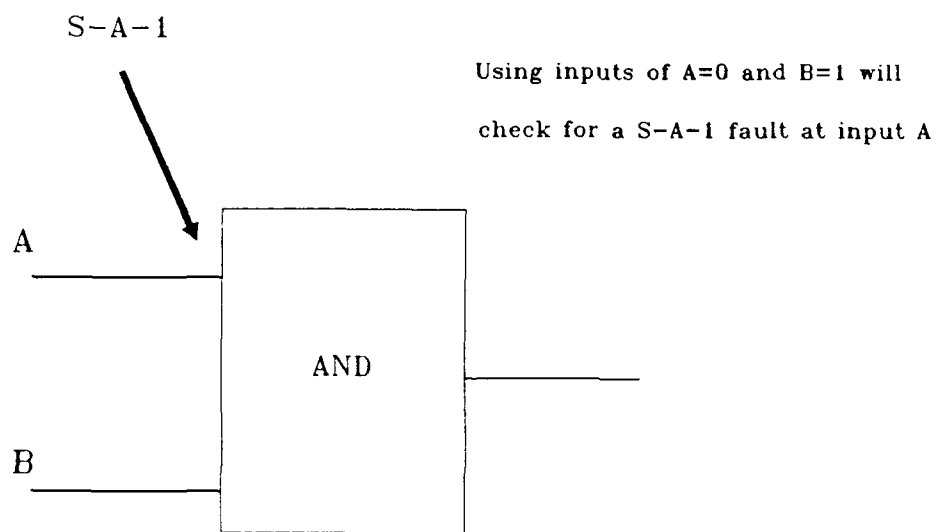 S-A-1
Using inputs of A=0 and B=1 will
check for a S-A-1 fault at input A
A
AND
B